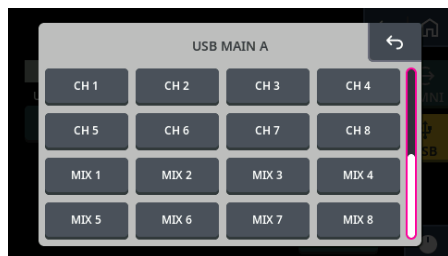 USB MAIN A
CH 1 CH 2 CH 3 CH 4
CH 5 CH 6 CH 7 CH 8
MIX 1 MIX 2 MIX 3 MIX 4
MIX 5 MIX 6 MIX 7 MIX 8